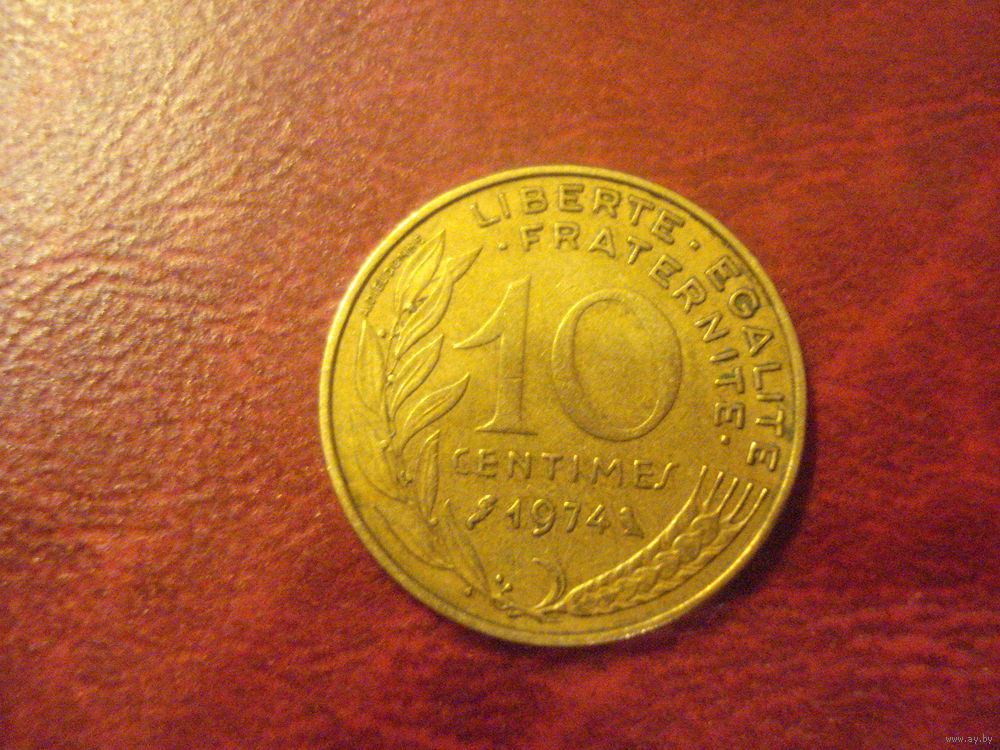 LIBERTE · EGALITE
· FRATERNITE ·
10
CENTIMES
1974
www.ay.by